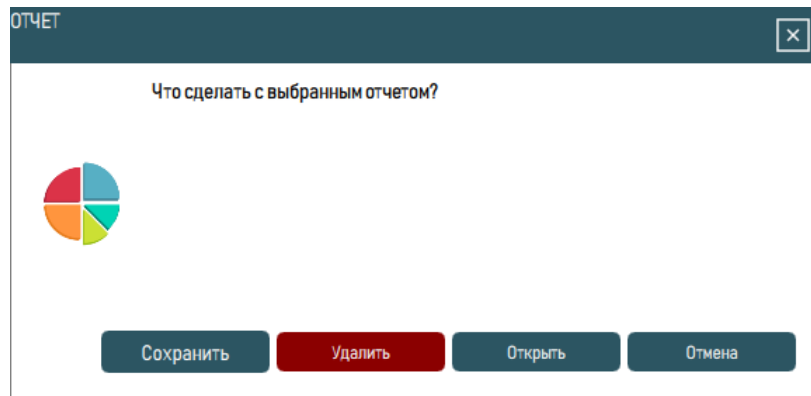 ОТЧЕТ
Что сделать с выбранным отчетом?
Сохранить
Удалить
Открыть
Отмена